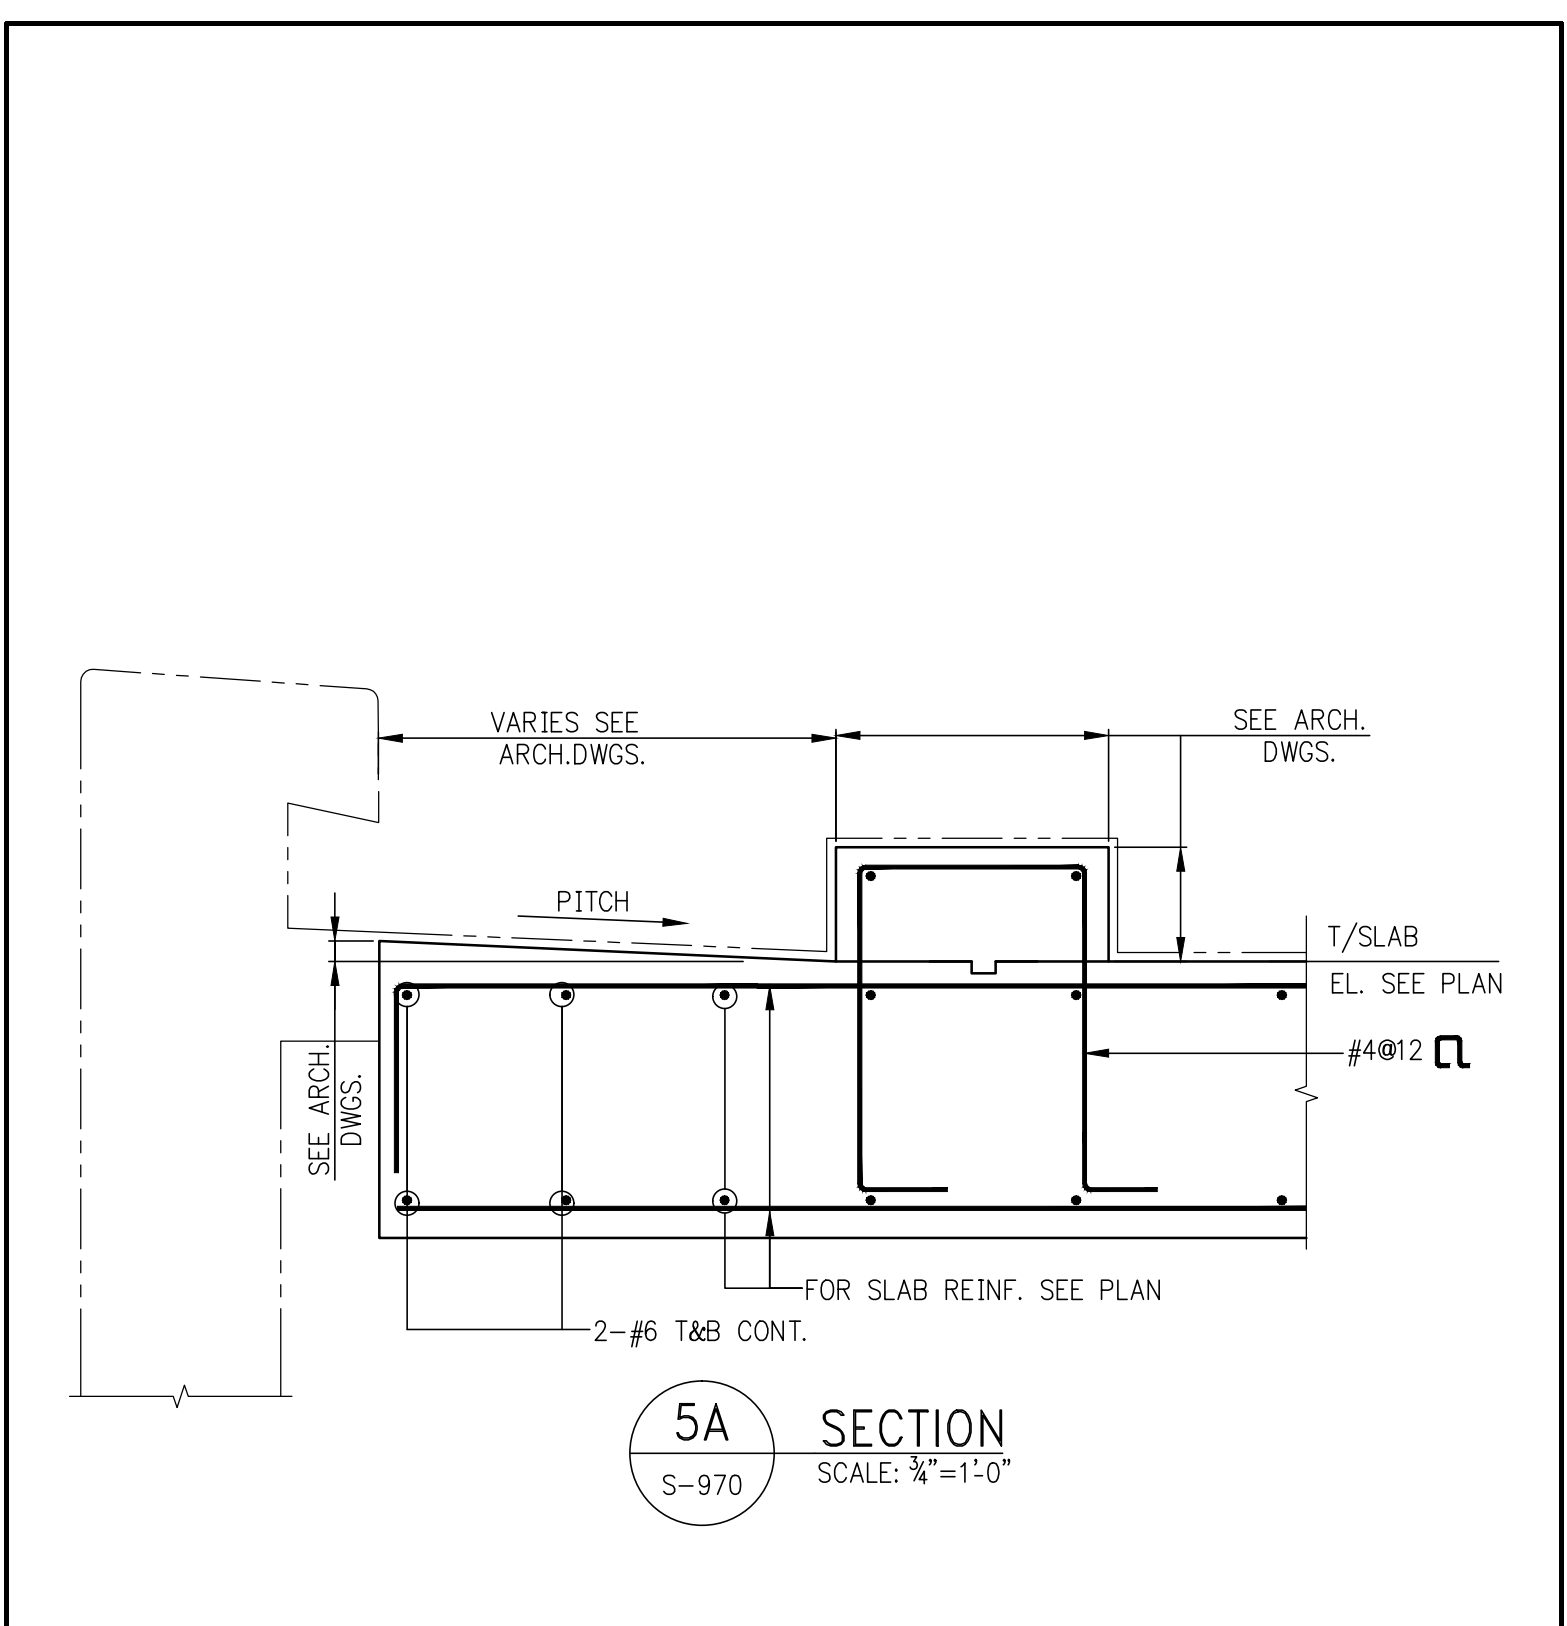 VARIES SEE
ARCH.DWGS.
SEE ARCH.
DWGS.
PITCH
T/SLAB
EL. SEE PLAN
#4@12
SEE ARCH.
DWGS.
FOR SLAB REINF. SEE PLAN
2-#6 T&B CONT.
5A
S-970
SECTION
SCALE: ¾"=1'-0"